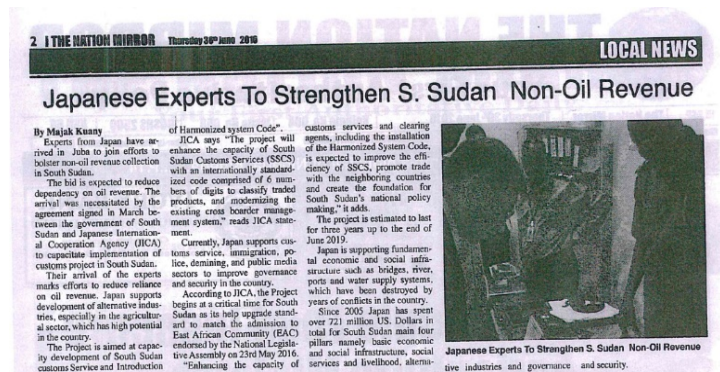 2 THE NATION MIRROR Thursday 30th June 2016
LOCAL NEWS
Japanese Experts To Strengthen S. Sudan Non-Oil Revenue
By Majak Kuany
Experts from Japan have ar-
rived in Juba to join efforts to
bolster non-oil revenue collection
in South Sudan.
The bid is expected to reduce
dependency on oil revenue. The
arrival was necessitated by the
agreement signed in March be-
tween the government of South
Sudan and Japanese Internation-
al Cooperation Agency (JICA)
to capacitate implementation of
customs project in South Sudan.
Their arrival of the experts
marks efforts to reduce reliance
on oil revenue. Japan supports
development of alternative indus-
tries, especially in the agricultur-
al sector, which has high potential
in the country.
The Project is aimed at capac-
ity development of South Sudan
customs Service and Introduction
of Harmonized system Code".
JICA says "The project will
enhance the capacity of South
Sudan Customs Services (SSCS)
with an internationally standard-
ized code comprised of 6 num-
bers of digits to classify traded
products, and modernizing the
existing cross boarder manage-
ment system," reads JICA state-
ment.
Currently, Japan supports cus-
toms service, immigration, po-
lice, demining, and public media
sectors to improve governance
and security in the country.
According to JICA, the Project
begins at a critical time for South
Sudan as its help upgrade stand-
ard to match the admission to
East African Community (EAC)
endorsed by the National Legisla-
tive Assembly on 23rd May 2016.
"Enhancing the capacity of
customs services and clearing
agents, including the installation
of the Harmonized System Code,
is expected to improve the effi-
ciency of SSCS, promote trade
with the neighboring countries
and create the foundation for
South Sudan's national policy
making," it adds.
The project is estimated to last
for three years up to the end of
June 2019.
Japan is supporting fundamen-
tal economic and social infra-
structure such as bridges, river,
ports and water supply systems,
which have been destroyed by
years of conflicts in the country.
Since 2005 Japan has spent
over 721 million US. Dollars in
total for South Sudan main four
pillars namely basic economic
and social infrastructure, social
services and livelihood, alterna-
Japanese Experts To Strengthen S. Sudan Non-Oil Revenue
tive industries and governance and security.